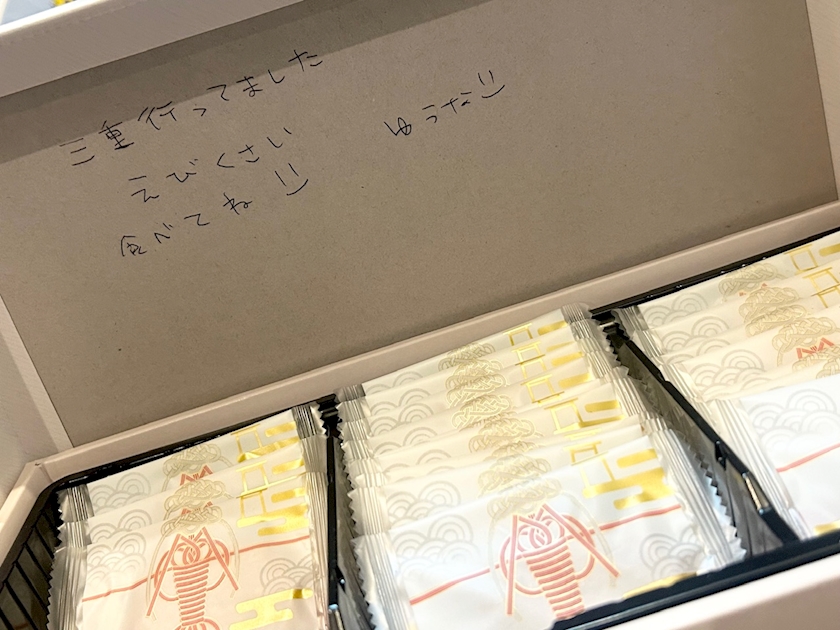 三重行ってました
えびくさい
食べてね
ゆうな